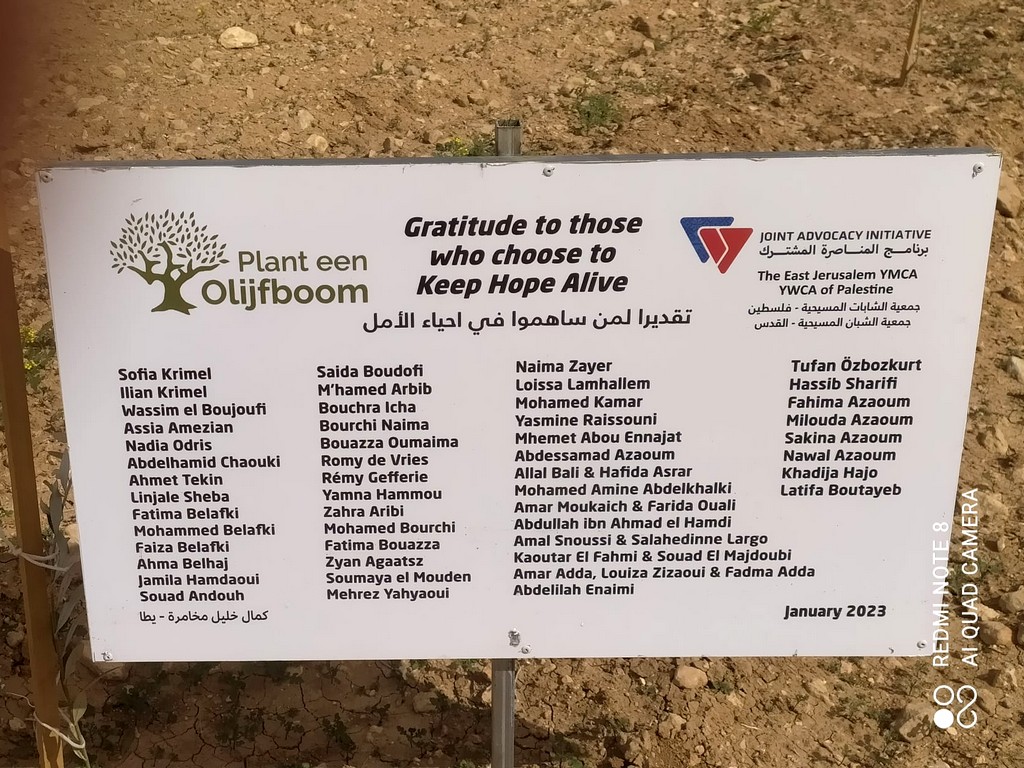 Plant een
Olijfboom
Gratitude to those
who choose to
Keep Hope Alive
تقديرا لمن ساهموا في احياء الأمل
JOINT ADVOCACY INITIATIVE
برنامج المناصرة المشترك
The East Jerusalem YMCA
YWCA of Palestine
جمعية الشابات المسيحية - فلسطين
جمعية الشبان المسيحية - القدس
Sofia Krimel
Ilian Krimel
Wassim el Boujoufi
Assia Amezian
Nadia Odris
Abdelhamid Chaouki
Ahmet Tekin
Linjale Sheba
Fatima Belafki
Mohammed Belafki
Faiza Belafki
Ahma Belhaj
Jamila Hamdaoui
Souad Andouh
كمال خليل مخامرة - يطا
Saida Boudofi
M'hamed Arbib
Bouchra Icha
Bourchi Naima
Bouazza Oumaima
Romy de Vries
Rémy Gefferie
Yamna Hammou
Zahra Aribi
Mohamed Bourchi
Fatima Bouazza
Zyan Agaatsz
Soumaya el Mouden
Mehrez Yahyaoui
Naima Zayer
Loissa Lamhallem
Mohamed Kamar
Yasmine Raissouni
Mhemet Abou Ennajat
Abdessamad Azaoum
Allal Bali & Hafida Asrar
Mohamed Amine Abdelkhalki
Amar Moukaich & Farida Ouali
Abdullah ibn Ahmad el Hamdi
Amal Snoussi & Salahedinne Largo
Kaoutar El Fahmi & Souad El Majdoubi
Amar Adda, Louiza Zizaoui & Fadma Adda
Abdelilah Enaimi
Tufan Özbozkurt
Hassib Sharifi
Fahima Azaoum
Milouda Azaoum
Sakina Azaoum
Nawal Azaoum
Khadija Hajo
Latifa Boutayeb
January 2023
REDMI NOTE 8
AI QUAD CAMERA